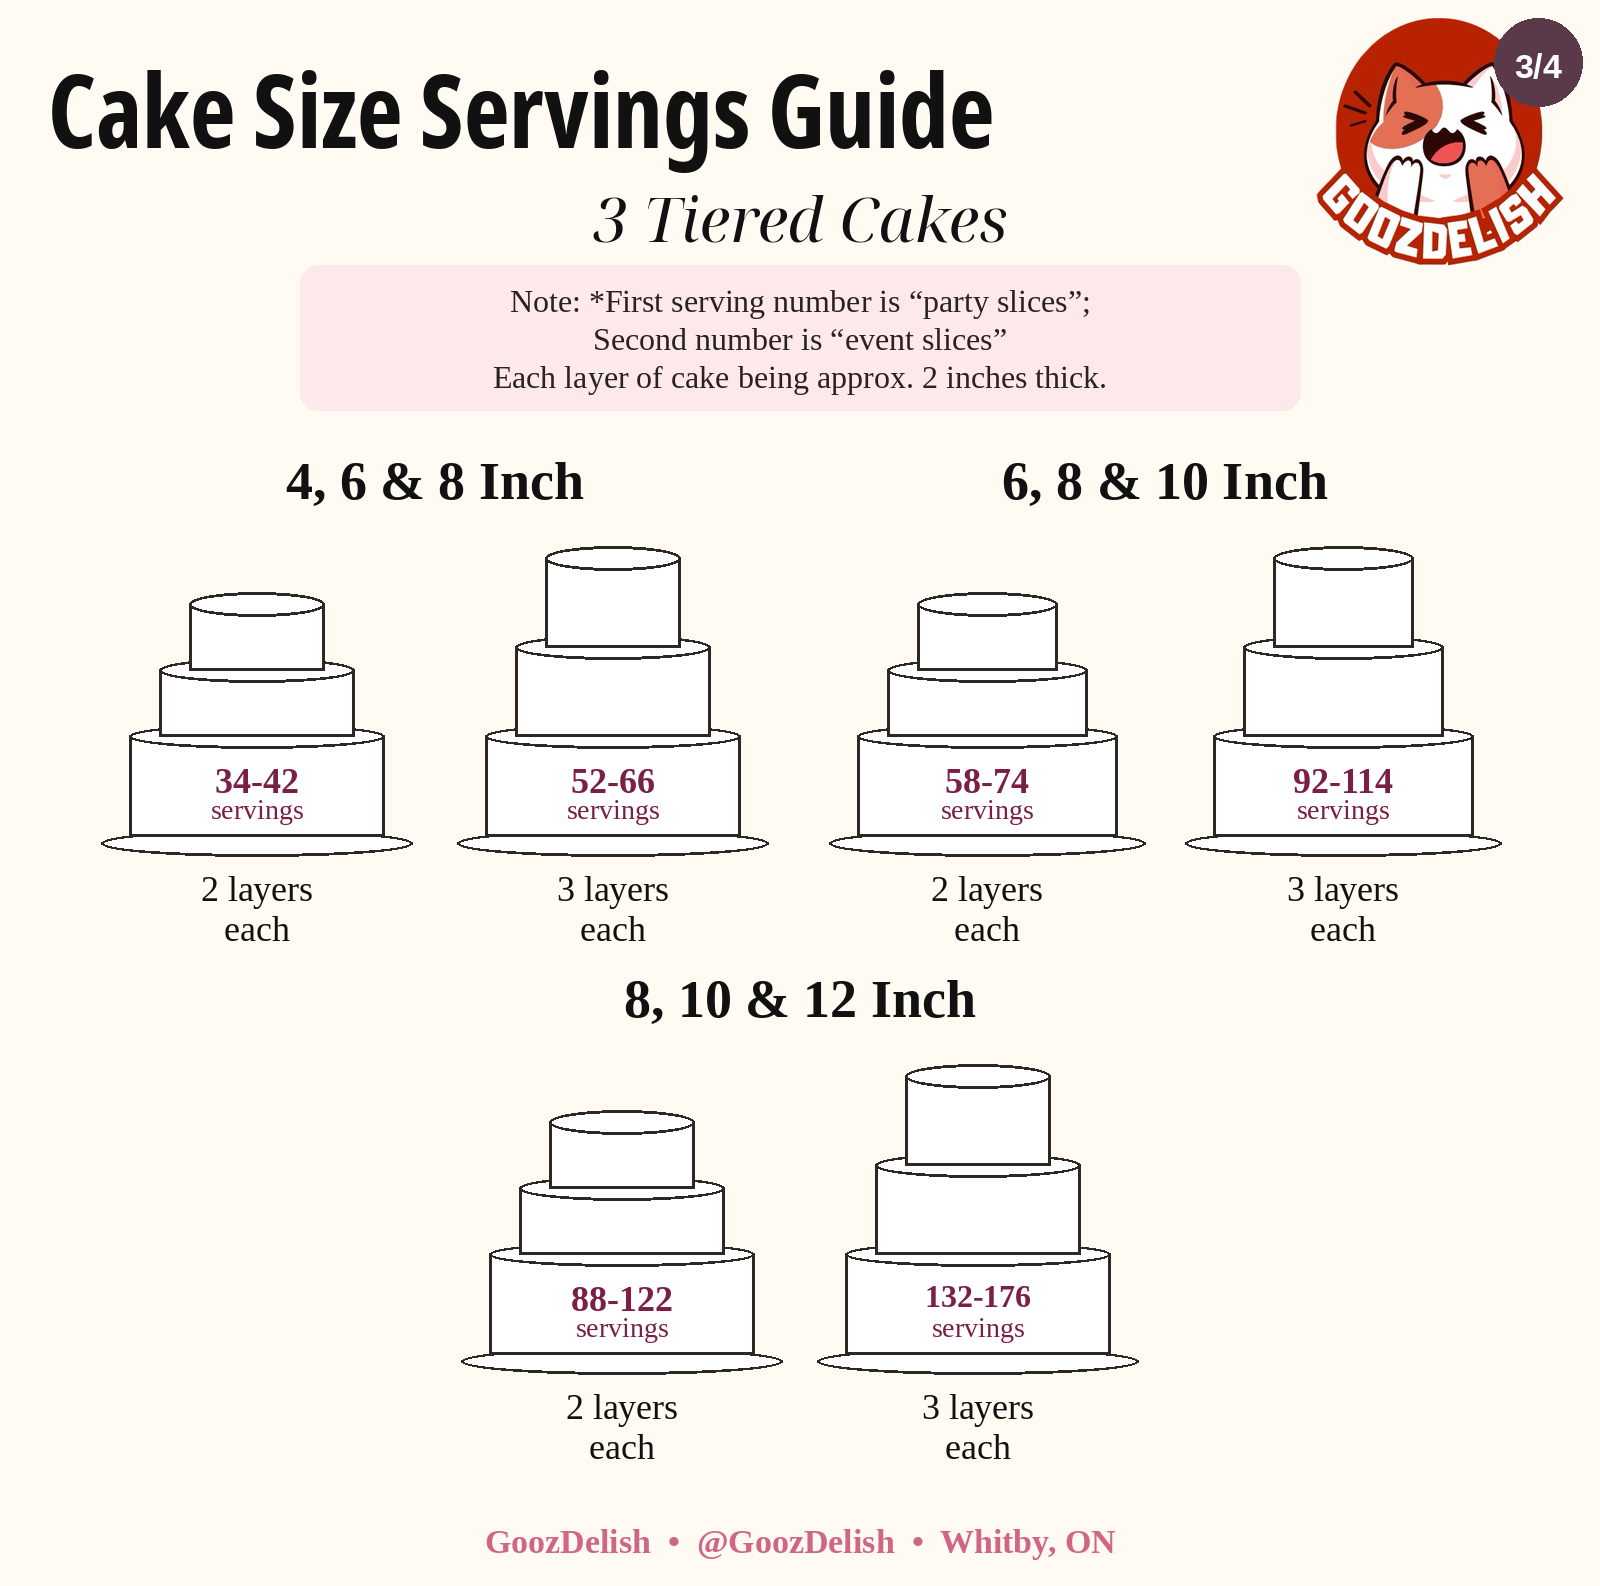 Cake Size Servings Guide
3/4
GOOZDELISH
3 Tiered Cakes
Note: *First serving number is “party slices”;
Second number is “event slices”
Each layer of cake being approx. 2 inches thick.
4, 6 & 8 Inch
34-42
servings
2 layers
each
52-66
servings
3 layers
each
6, 8 & 10 Inch
58-74
servings
2 layers
each
92-114
servings
3 layers
each
8, 10 & 12 Inch
88-122
servings
2 layers
each
132-176
servings
3 layers
each
GoozDelish • @GoozDelish • Whitby, ON